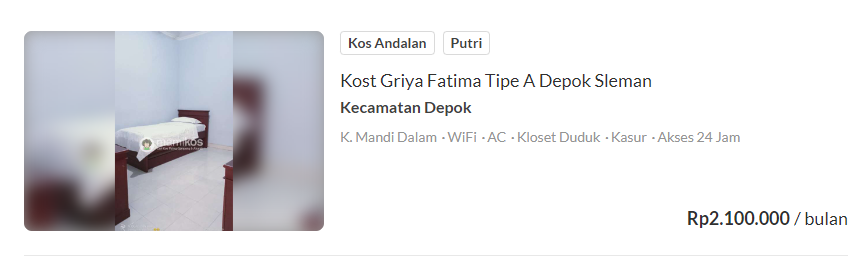 Kos Andalan Putri
Kost Griya Fatima Tipe A Depok Sleman
Kecamatan Depok
K. Mandi Dalam · WiFi · AC · Kloset Duduk · Kasur · Akses 24 Jam
mamikos
Rp2.100.000 / bulan